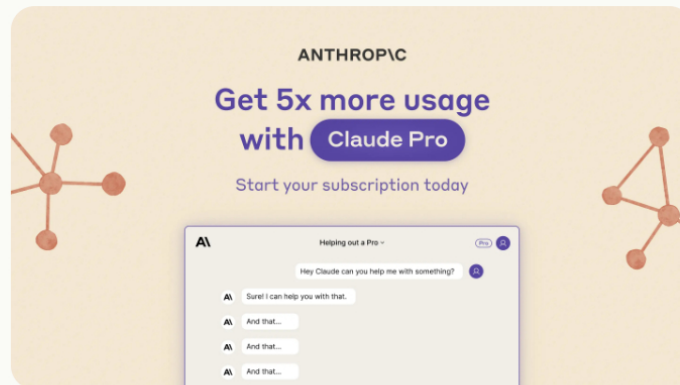 ANTHROP\C
Get 5x more usage
with Claude Pro
Start your subscription today
A\ Helping out a Pro Pro
Hey Claude can you help me with something?
A\ Sure! I can help you with that.
A\ And that...
A\ And that...
A\ And that...